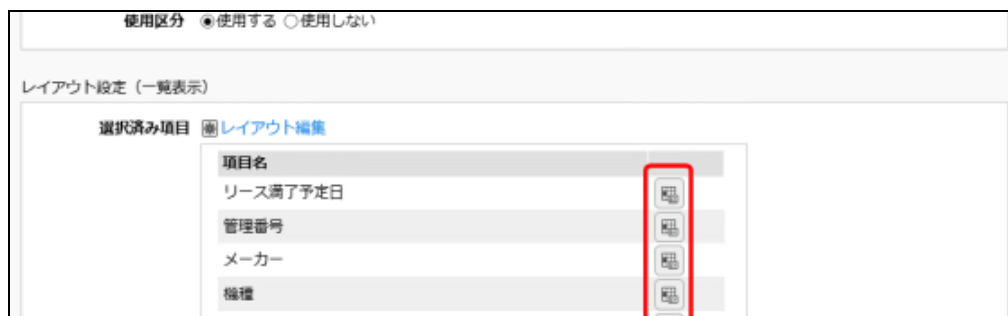 使用区分 ◉使用する ○使用しない
レイアウト設定（一覧表示）
選択済み項目 レイアウト編集
項目名
リース満了予定日
管理番号
メーカー
機種